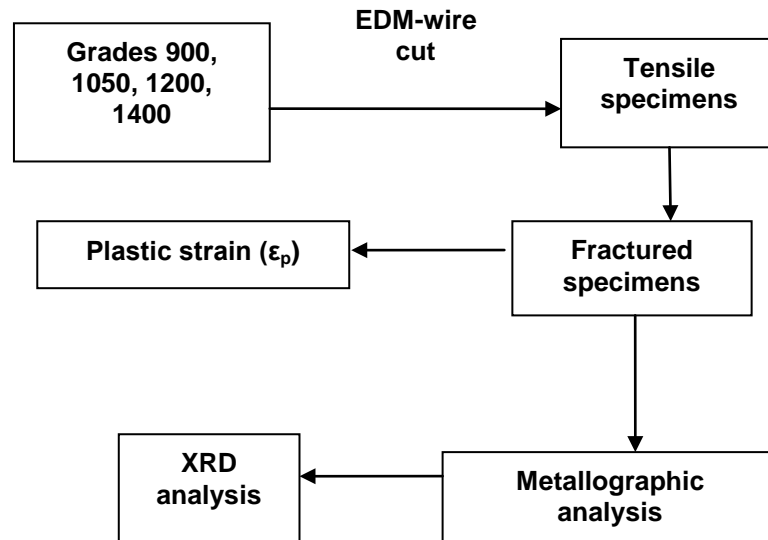 EDM-wire
cut
Grades 900,
1050, 1200,
1400
Tensile
specimens
Plastic strain (εp)
Fractured
specimens
XRD
analysis
Metallographic
analysis